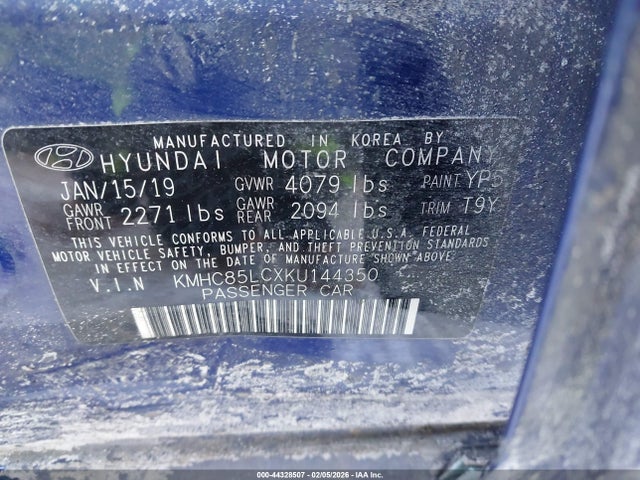 MANUFACTURED IN KOREA BY
HYUNDAI MOTOR COMPANY
JAN/15/19 GVWR 4079 lbs PAINT YP5
GAWR FRONT 2271 lbs GAWR REAR 2094 lbs TRIM T9Y
THIS VEHICLE CONFORMS TO ALL APPLICABLE U.S.A. FEDERAL
MOTOR VEHICLE SAFETY, BUMPER, AND THEFT PREVENTION STANDARDS
IN EFFECT ON THE DATE OF MANUFACTURE SHOWN ABOVE
V.I.N KMHC85LCXKU144350
PASSENGER CAR
000-44328507 - 02/05/2026 - © COPYRIGHT 2026 IAA, INC.